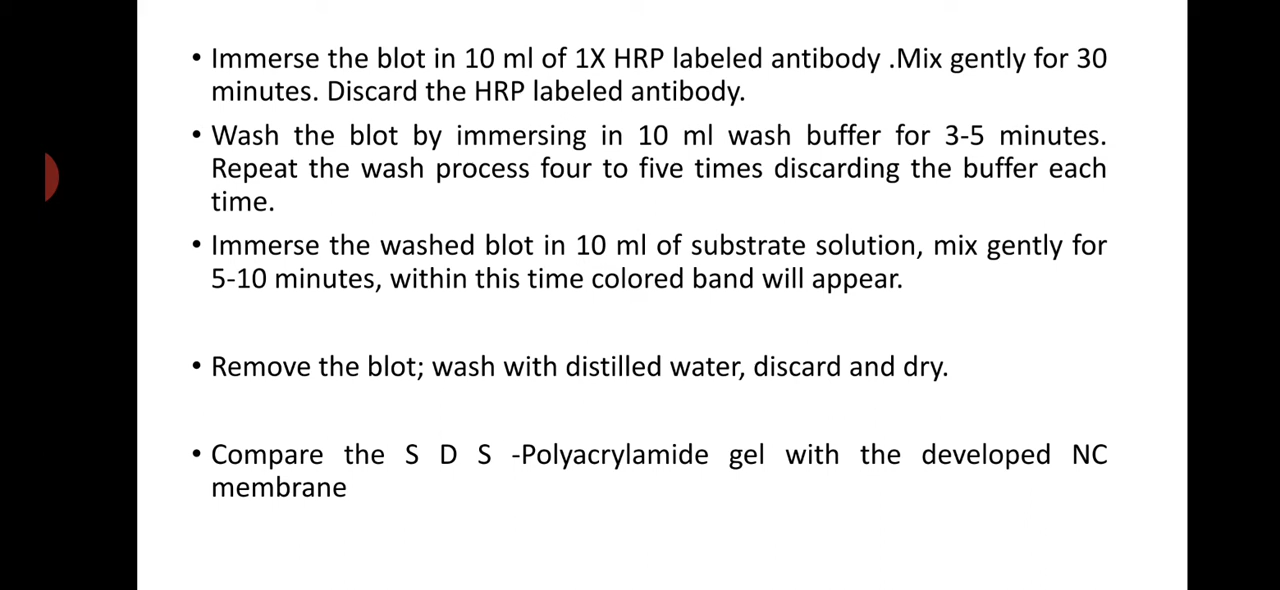 • Immerse the blot in 10 ml of 1X HRP labeled antibody .Mix gently for 30
minutes. Discard the HRP labeled antibody.
• Wash the blot by immersing in 10 ml wash buffer for 3-5 minutes.
Repeat the wash process four to five times discarding the buffer each
time.
• Immerse the washed blot in 10 ml of substrate solution, mix gently for
5-10 minutes, within this time colored band will appear.
• Remove the blot; wash with distilled water, discard and dry.
• Compare the S D S -Polyacrylamide gel with the developed NC
membrane